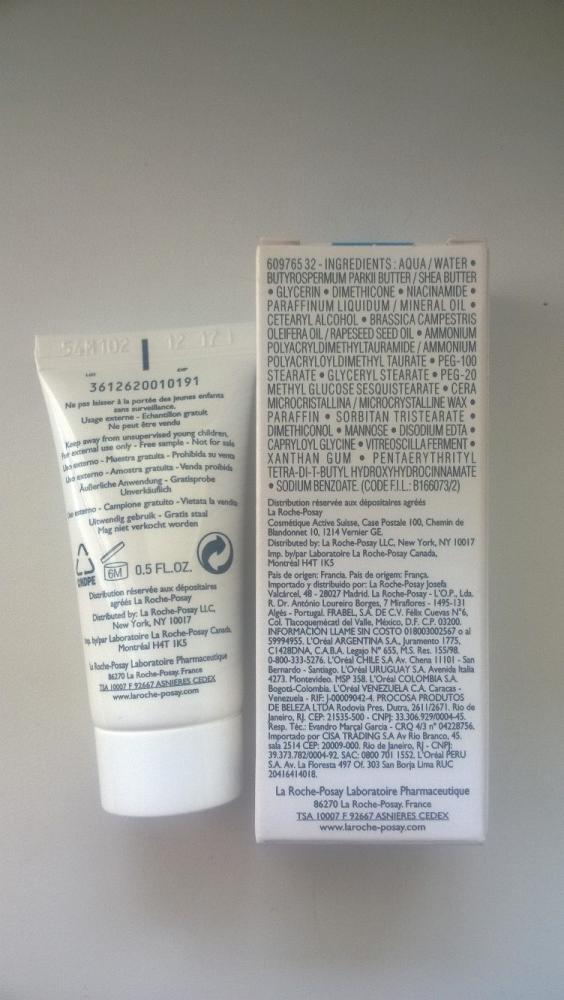 54M102 12 17
LOT EXP
3612620010191
Ne pas laisser à la portée des jeunes enfants
sans surveillance.
Usage externe - Echantillon gratuit
Ne peut être vendu
Keep away from unsupervised young children.
For external use only - Free sample - Not for sale
Uso externo - Muestra gratuita - Prohibida su venta
Uso externo - Amostra gratuita - Venda proibida
Äußerliche Anwendung - Gratisprobe
Unverkäuflich
Uso externo - Campione gratuito - Vietata la vendita
Uitwendig gebruik - Gratis staal
Mag niet verkocht worden
HDPE
6M
0.5 FL.OZ.
Distribution réservée aux dépositaires
agréés La Roche-Posay
Distributed by: La Roche-Posay LLC,
New York, NY 10017
Imp. by/par Laboratoire La Roche-Posay Canada,
Montréal H4T 1K5
La Roche-Posay Laboratoire Pharmaceutique
86270 La Roche-Posay. France
TSA 10007 F 92667 ASNIERES CEDEX
www.laroche-posay.com
609765 32 - INGREDIENTS : AQUA / WATER •
BUTYROSPERMUM PARKII BUTTER / SHEA BUTTER
• GLYCERIN • DIMETHICONE • NIACINAMIDE •
PARAFFINUM LIQUIDUM / MINERAL OIL •
CETEARYL ALCOHOL • BRASSICA CAMPESTRIS
OLEIFERA OIL / RAPESEED SEED OIL • AMMONIUM
POLYACRYLDIMETHYLTAURAMIDE / AMMONIUM
POLYACRYLOYLDIMETHYL TAURATE • PEG-100
STEARATE • GLYCERYL STEARATE • PEG-20
METHYL GLUCOSE SESQUISTEARATE • CERA
MICROCRISTALLINA / MICROCRYSTALLINE WAX •
PARAFFIN • SORBITAN TRISTEARATE •
DIMETHICONOL • MANNOSE • DISODIUM EDTA •
CAPRYLOYL GLYCINE • VITREOSCILLA FERMENT •
XANTHAN GUM • PENTAERYTHRITYL
TETRA-DI-T-BUTYL HYDROXYHYDROCINNAMATE
• SODIUM BENZOATE. (CODE F.I.L. : B166073/2)
Distribution réservée aux dépositaires agréés
La Roche-Posay
Cosmétique Active Suisse, Case Postale 100, Chemin de
Blandonnet 10, 1214 Vernier GE.
Distributed by: La Roche-Posay LLC, New York, NY 10017
Imp. by/par Laboratoire La Roche-Posay Canada,
Montréal H4T 1K5
País de origen: Francia. País de origem: França.
Importado y distribuido por: La Roche-Posay Josefa
Valcárcel, 48 - 28027 Madrid. La Roche-Posay - L'O.P., Lda.
R. Dr. António Loureiro Borges, 7 Miraflores - 1495-131
Algés - Portugal. FRABEL, S.A. DE C.V. Félix Cuevas N°6,
Col. Tlacoquemécatl del Valle, México, D.F. C.P. 03200.
INFORMACIÓN LLAME SIN COSTO 018003002567 o al
59994955. L'Oréal ARGENTINA S.A., Juramento 1775,
C1428DNA, C.A.B.A. Legajo N° 655, M.S. Res. 155/98.
0-800-333-5276. L'Oréal CHILE S.A Av. Chena 11101 - San
Bernardo - Santiago. L'Oréal URUGUAY S.A. Avenida Italia
4273. Montevideo. MSP 358. L'Oréal COLOMBIA S.A.
Bogotá-Colombia. L'Oréal VENEZUELA C.A. Caracas -
Venezuela - RIF: J-00009042-4. PROCOSA PRODUTOS
DE BELEZA LTDA Rodovia Pres. Dutra, 2611/2671. Rio de
Janeiro, RJ. CEP: 21535-500 - CNPJ: 33.306.929/0004-45.
Resp. Téc.: Evandro Marçal Garcia - CRQ 4/3 n° 04228756.
Importado por CISA TRADING S.A Av Rio Branco, 45.
sala 2514 CEP: 20009-000. Rio de Janeiro, RJ - CNPJ:
39.373.782/0004-92. SAC: 0800 701 1552. L'Oréal PERU
S.A. Av. La Floresta 497 Of. 303 San Borja Lima RUC
20416414018.
La Roche-Posay Laboratoire Pharmaceutique
86270 La Roche-Posay. France
TSA 10007 F 92667 ASNIERES CEDEX
www.laroche-posay.com